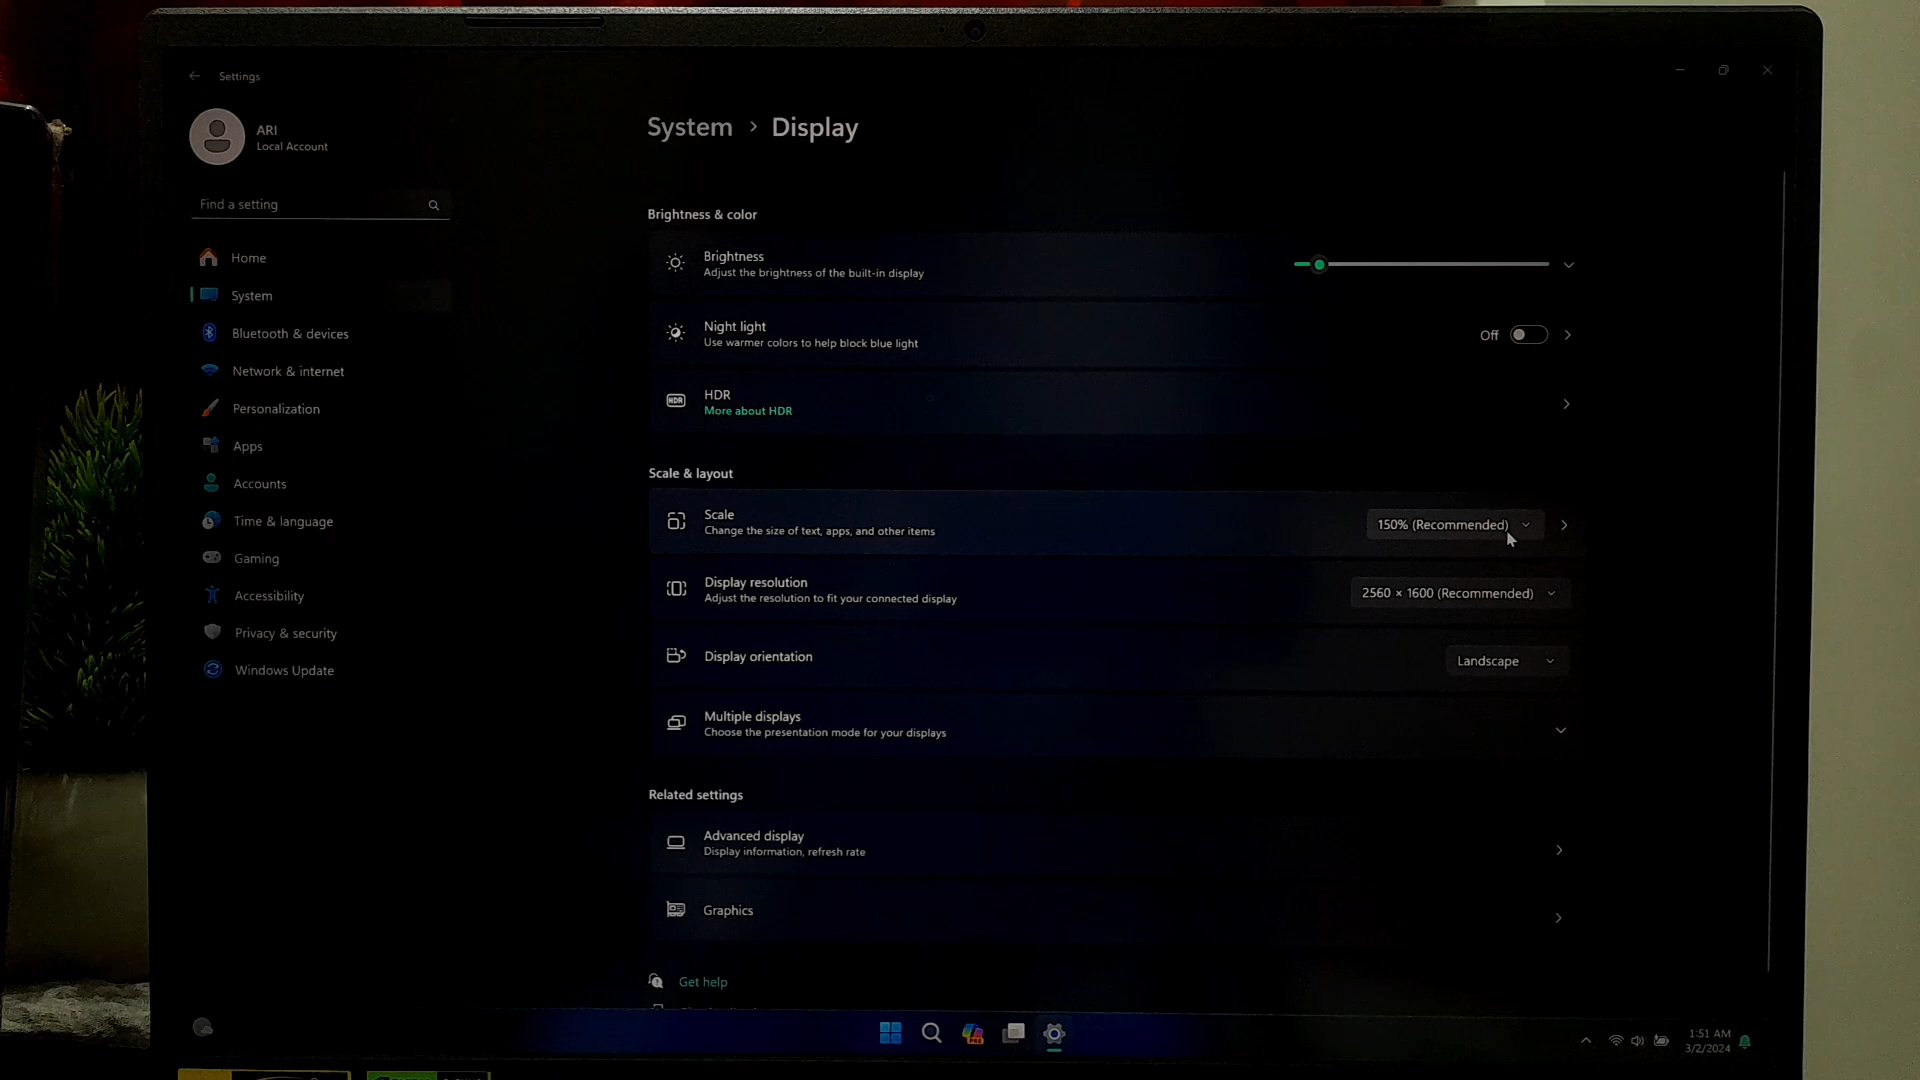 Settings
ARI
Local Account
Find a setting
Home
System
Bluetooth & devices
Network & internet
Personalization
Apps
Accounts
Time & language
Gaming
Accessibility
Privacy & security
Windows Update
System > Display
Brightness & color
Brightness
Adjust the brightness of the built-in display
Night light
Use warmer colors to help block blue light
Off
HDR
HDR
More about HDR
Scale & layout
Scale
Change the size of text, apps, and other items
150% (Recommended)
Display resolution
Adjust the resolution to fit your connected display
2560 × 1600 (Recommended)
Display orientation
Landscape
Multiple displays
Choose the presentation mode for your displays
Related settings
Advanced display
Display information, refresh rate
Graphics
Get help
1:51 AM
3/2/2024